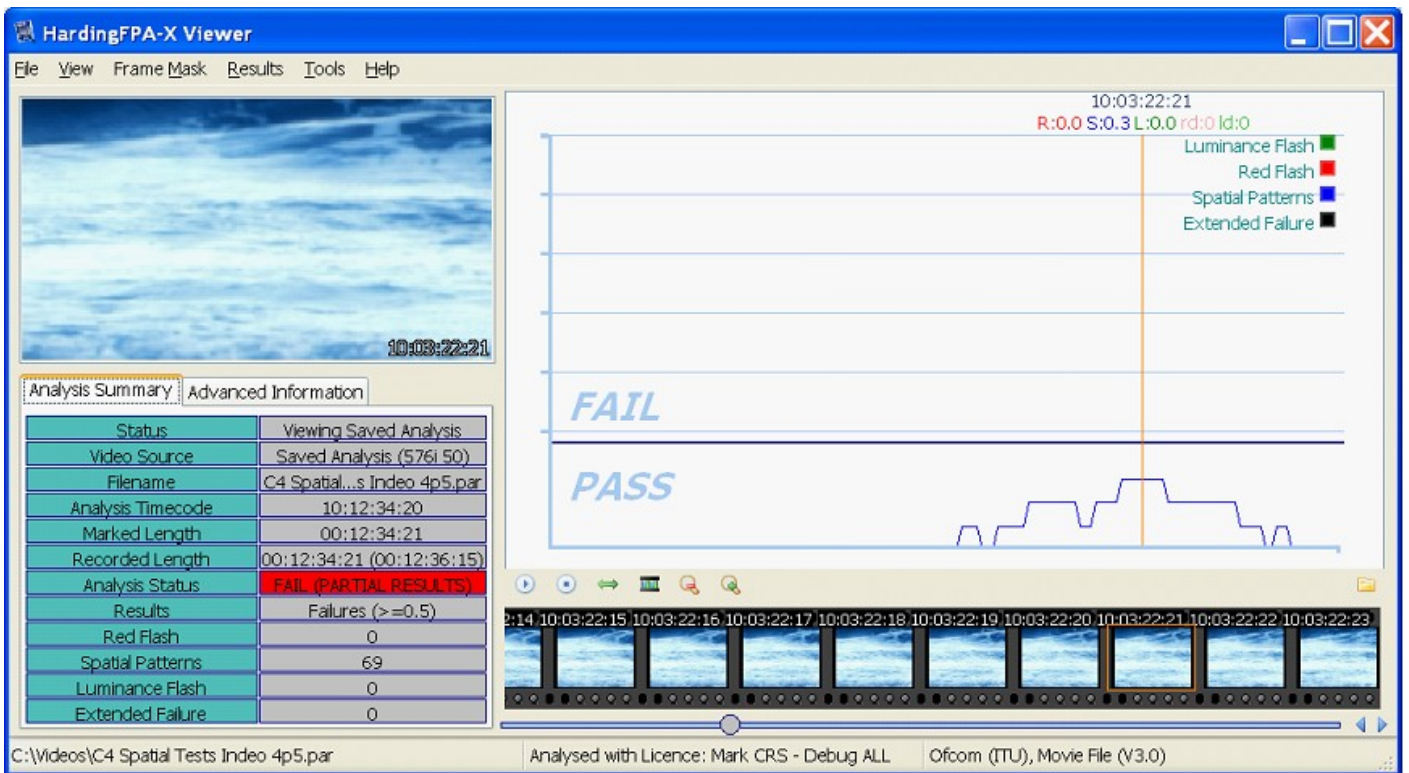 HardingFPA-X Viewer
File View Frame Mask Results Tools Help
10:03:22:21
Analysis Summary Advanced Information
Status Viewing Saved Analysis
Video Source Saved Analysis (576i 50)
Filename C4 Spatial...s Indeo 4p5.par
Analysis Timecode 10:12:34:20
Marked Length 00:12:34:21
Recorded Length 00:12:34:21 (00:12:36:15)
Analysis Status FAIL (PARTIAL RESULTS)
Results Failures (>=0.5)
Red Flash 0
Spatial Patterns 69
Luminance Flash 0
Extended Failure 0
10:03:22:21
R:0.0 S:0.3 L:0.0 rd:0 ld:0
Luminance Flash
Red Flash
Spatial Patterns
Extended Failure
FAIL
PASS
2:14 10:03:22:15 10:03:22:16 10:03:22:17 10:03:22:18 10:03:22:19 10:03:22:20 10:03:22:21 10:03:22:22 10:03:22:23
C:\Videos\C4 Spatial Tests Indeo 4p5.par Analysed with Licence: Mark CRS - Debug ALL Ofcom (ITU), Movie File (V3.0)